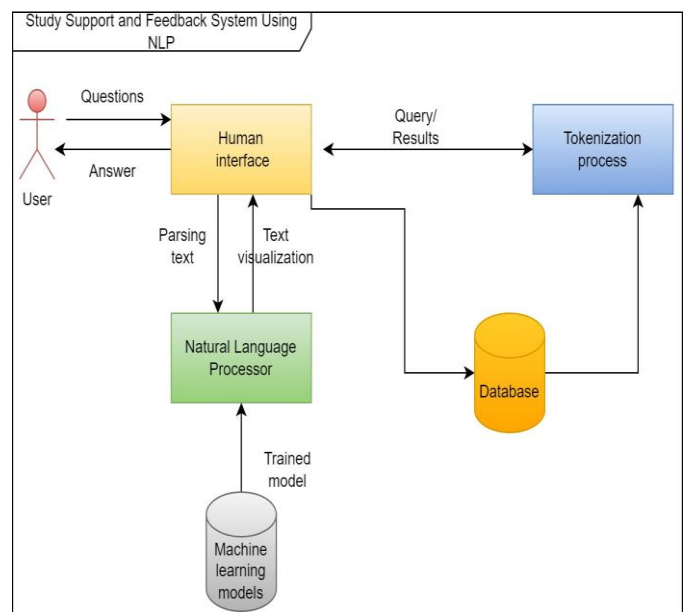 Study Support and Feedback System Using
NLP
Questions
Answer
User
Human
interface
Query/
Results
Tokenization
process
Parsing
text
Text
visualization
Natural Language
Processor
Database
Trained
model
Machine
learning
models